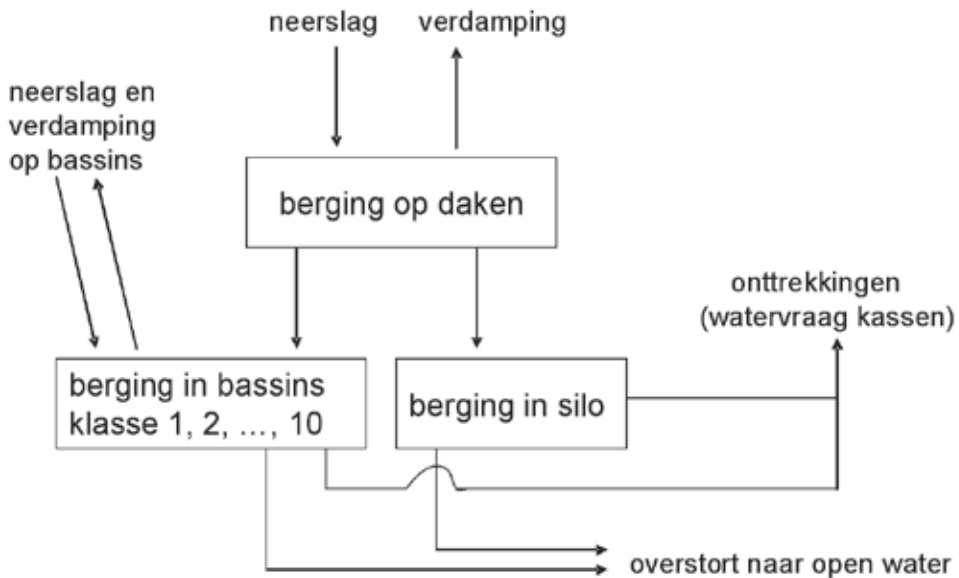 neerslag verdamping
neerslag en
verdamping
op bassins
berging op daken
onttrekkingen
(watervraag kassen)
berging in bassins
klasse 1, 2, ..., 10
berging in silo
overstort naar open water